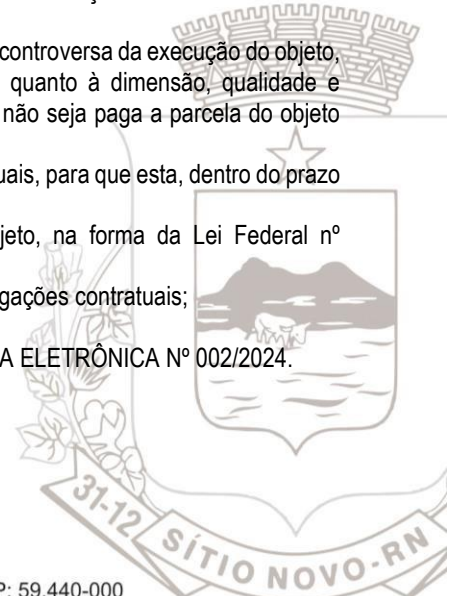 controversa da execução do objeto,
quanto à dimensão, qualidade e
não seja paga a parcela do objeto
uais, para que esta, dentro do prazo
jeto, na forma da Lei Federal nº
gações contratuais;
A ELETRÔNICA Nº 002/2024.
31-12
SÍTIO NOVO-RN
P: 59.440-000